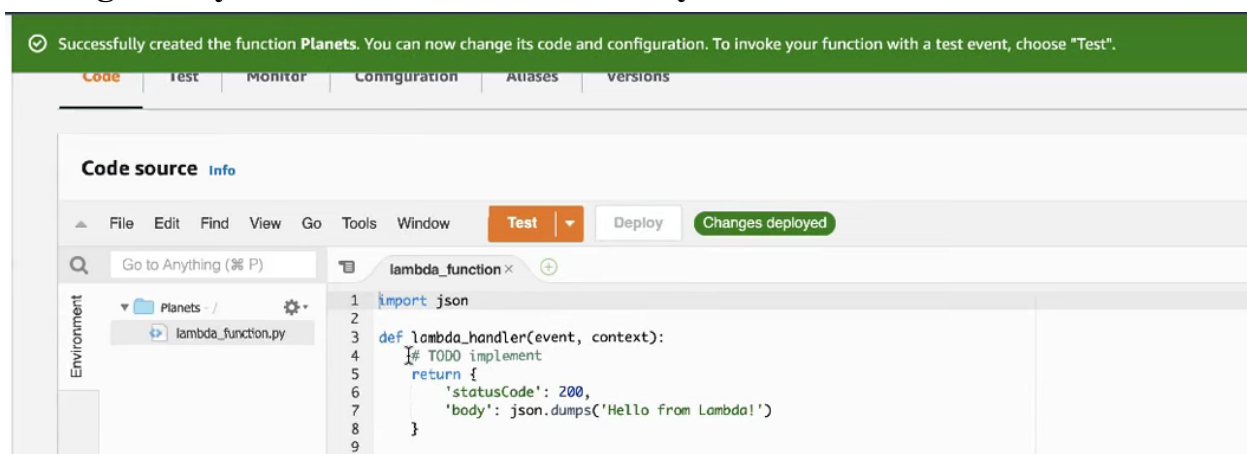 Successfully created the function Planets. You can now change its code and configuration. To invoke your function with a test event, choose "Test".
Code Test Monitor Configuration Aliases Versions
Code source Info
File Edit Find View Go Tools Window Test Deploy Changes deployed
Go to Anything (⌘ P) lambda_function ×
Environment
Planets - /
lambda_function.py
1 import json
2
3 def lambda_handler(event, context):
4 # TODO implement
5 return {
6 'statusCode': 200,
7 'body': json.dumps('Hello from Lambda!')
8 }
9